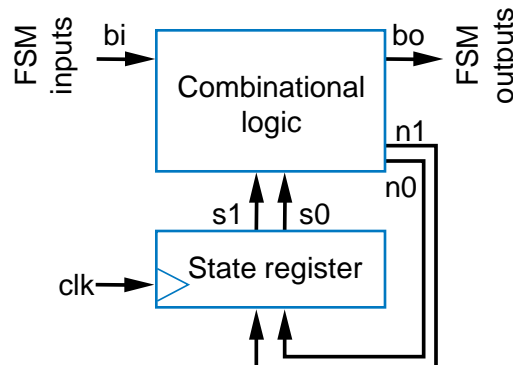 FSM
inputs
bi
Combinational
logic
bo
FSM
outputs
n1
n0
s1
s0
clk
State register